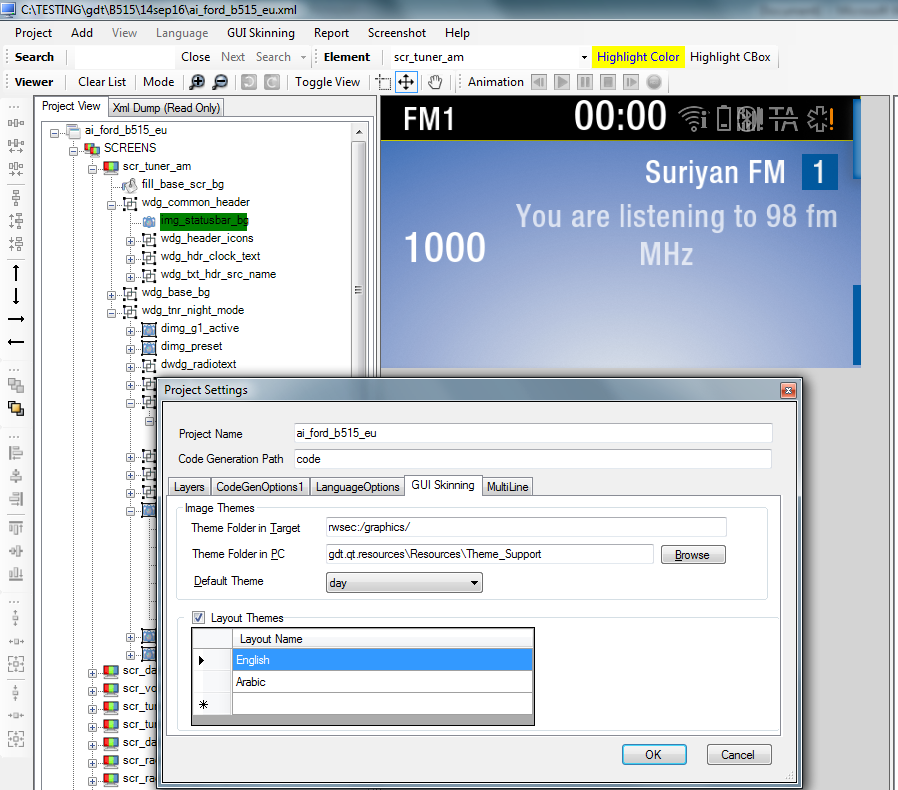 C:\TESTING\gdt\B515\14sep16\ai_ford_b515_eu.xml
Project Add View Language GUI Skinning Report Screenshot Help
Search Close Next Search Element scr_tuner_am Highlight Color Highlight CBox
Viewer Clear List Mode Toggle View Animation
Project View Xml Dump (Read Only)
ai_ford_b515_eu
SCREENS
scr_tuner_am
fill_base_scr_bg
wdg_common_header
img_statusbar_bg
wdg_header_icons
wdg_hdr_clock_text
wdg_txt_hdr_src_name
wdg_base_bg
wdg_tnr_night_mode
dimg_g1_active
dimg_preset
dwdg_radiotext
scr_da
scr_vo
scr_tu
scr_tu
scr_da
scr_ra
scr_ra
FM1 00:00 TA
Suriyan FM 1
You are listening to 98 fm
MHz
1000
Project Settings
Project Name ai_ford_b515_eu
Code Generation Path code
Layers CodeGenOptions1 LanguageOptions GUI Skinning MultiLine
Image Themes
Theme Folder in Target rwsec:/graphics/
Theme Folder in PC gdt.qt.resources\Resources\Theme_Support Browse
Default Theme day
Layout Themes
Layout Name
English
Arabic
OK Cancel